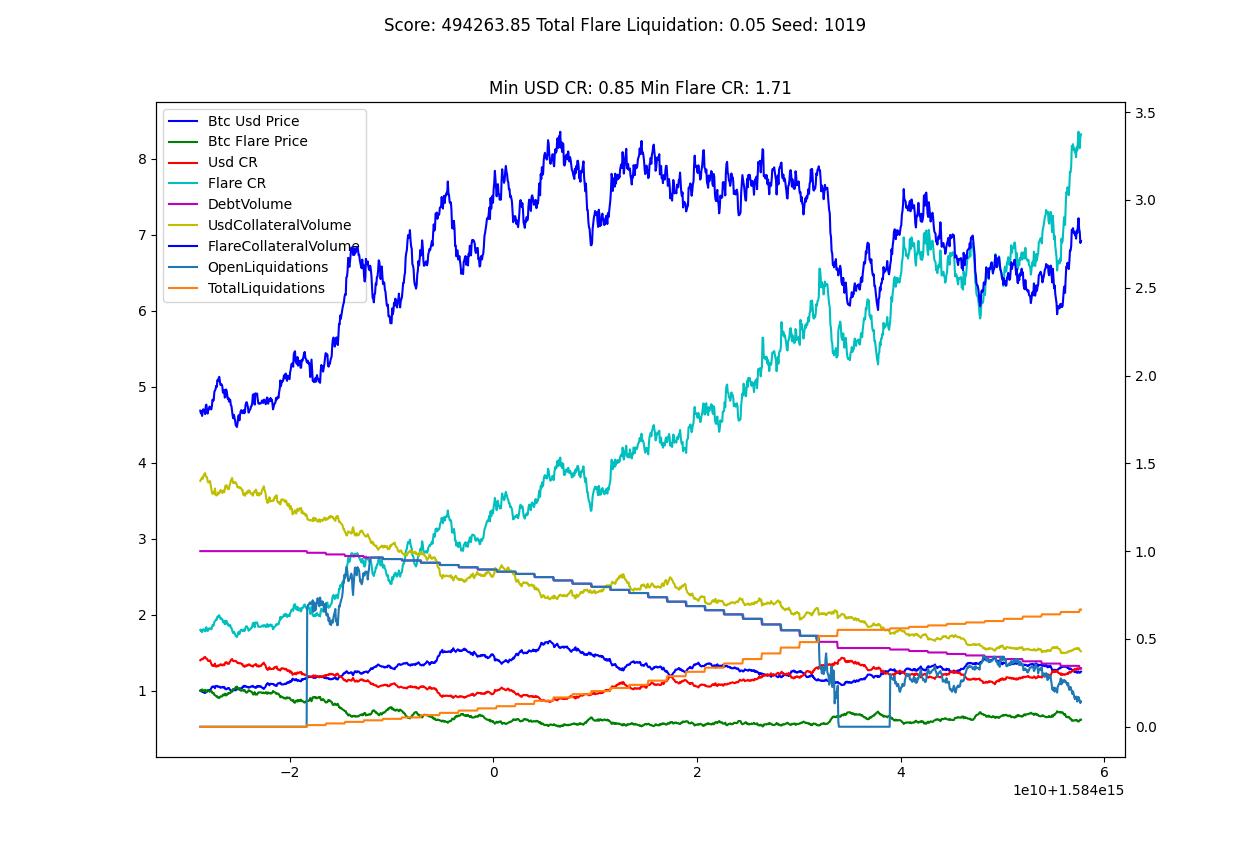 Score: 494263.85 Total Flare Liquidation: 0.05 Seed: 1019
Min USD CR: 0.85 Min Flare CR: 1.71
Btc Usd Price
Btc Flare Price
Usd CR
Flare CR
DebtVolume
UsdCollateralVolume
FlareCollateralVolume
OpenLiquidations
TotalLiquidations
8
7
6
5
4
3
2
1
3.5
3.0
2.5
2.0
1.5
1.0
0.5
0.0
−2 0 2 4 6
1e10+1.584e15